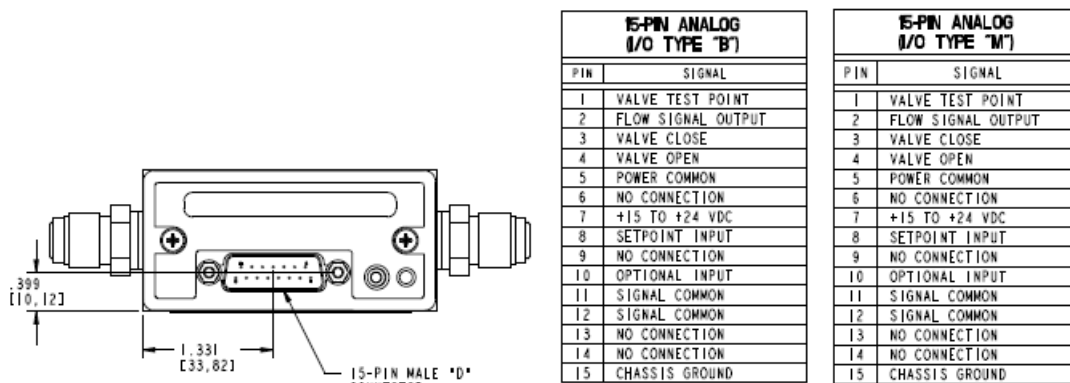 15-PIN ANALOG
(I/O TYPE "B")
PIN SIGNAL
1 VALVE TEST POINT
2 FLOW SIGNAL OUTPUT
3 VALVE CLOSE
4 VALVE OPEN
5 POWER COMMON
6 NO CONNECTION
7 +15 TO +24 VDC
8 SETPOINT INPUT
9 NO CONNECTION
10 OPTIONAL INPUT
11 SIGNAL COMMON
12 SIGNAL COMMON
13 NO CONNECTION
14 NO CONNECTION
15 CHASSIS GROUND
15-PIN ANALOG
(I/O TYPE "M")
PIN SIGNAL
1 VALVE TEST POINT
2 FLOW SIGNAL OUTPUT
3 VALVE CLOSE
4 VALVE OPEN
5 POWER COMMON
6 NO CONNECTION
7 +15 TO +24 VDC
8 SETPOINT INPUT
9 NO CONNECTION
10 OPTIONAL INPUT
11 SIGNAL COMMON
12 SIGNAL COMMON
13 NO CONNECTION
14 NO CONNECTION
15 CHASSIS GROUND
.399
[10,12]
1.331
[33,82]
15-PIN MALE "D"